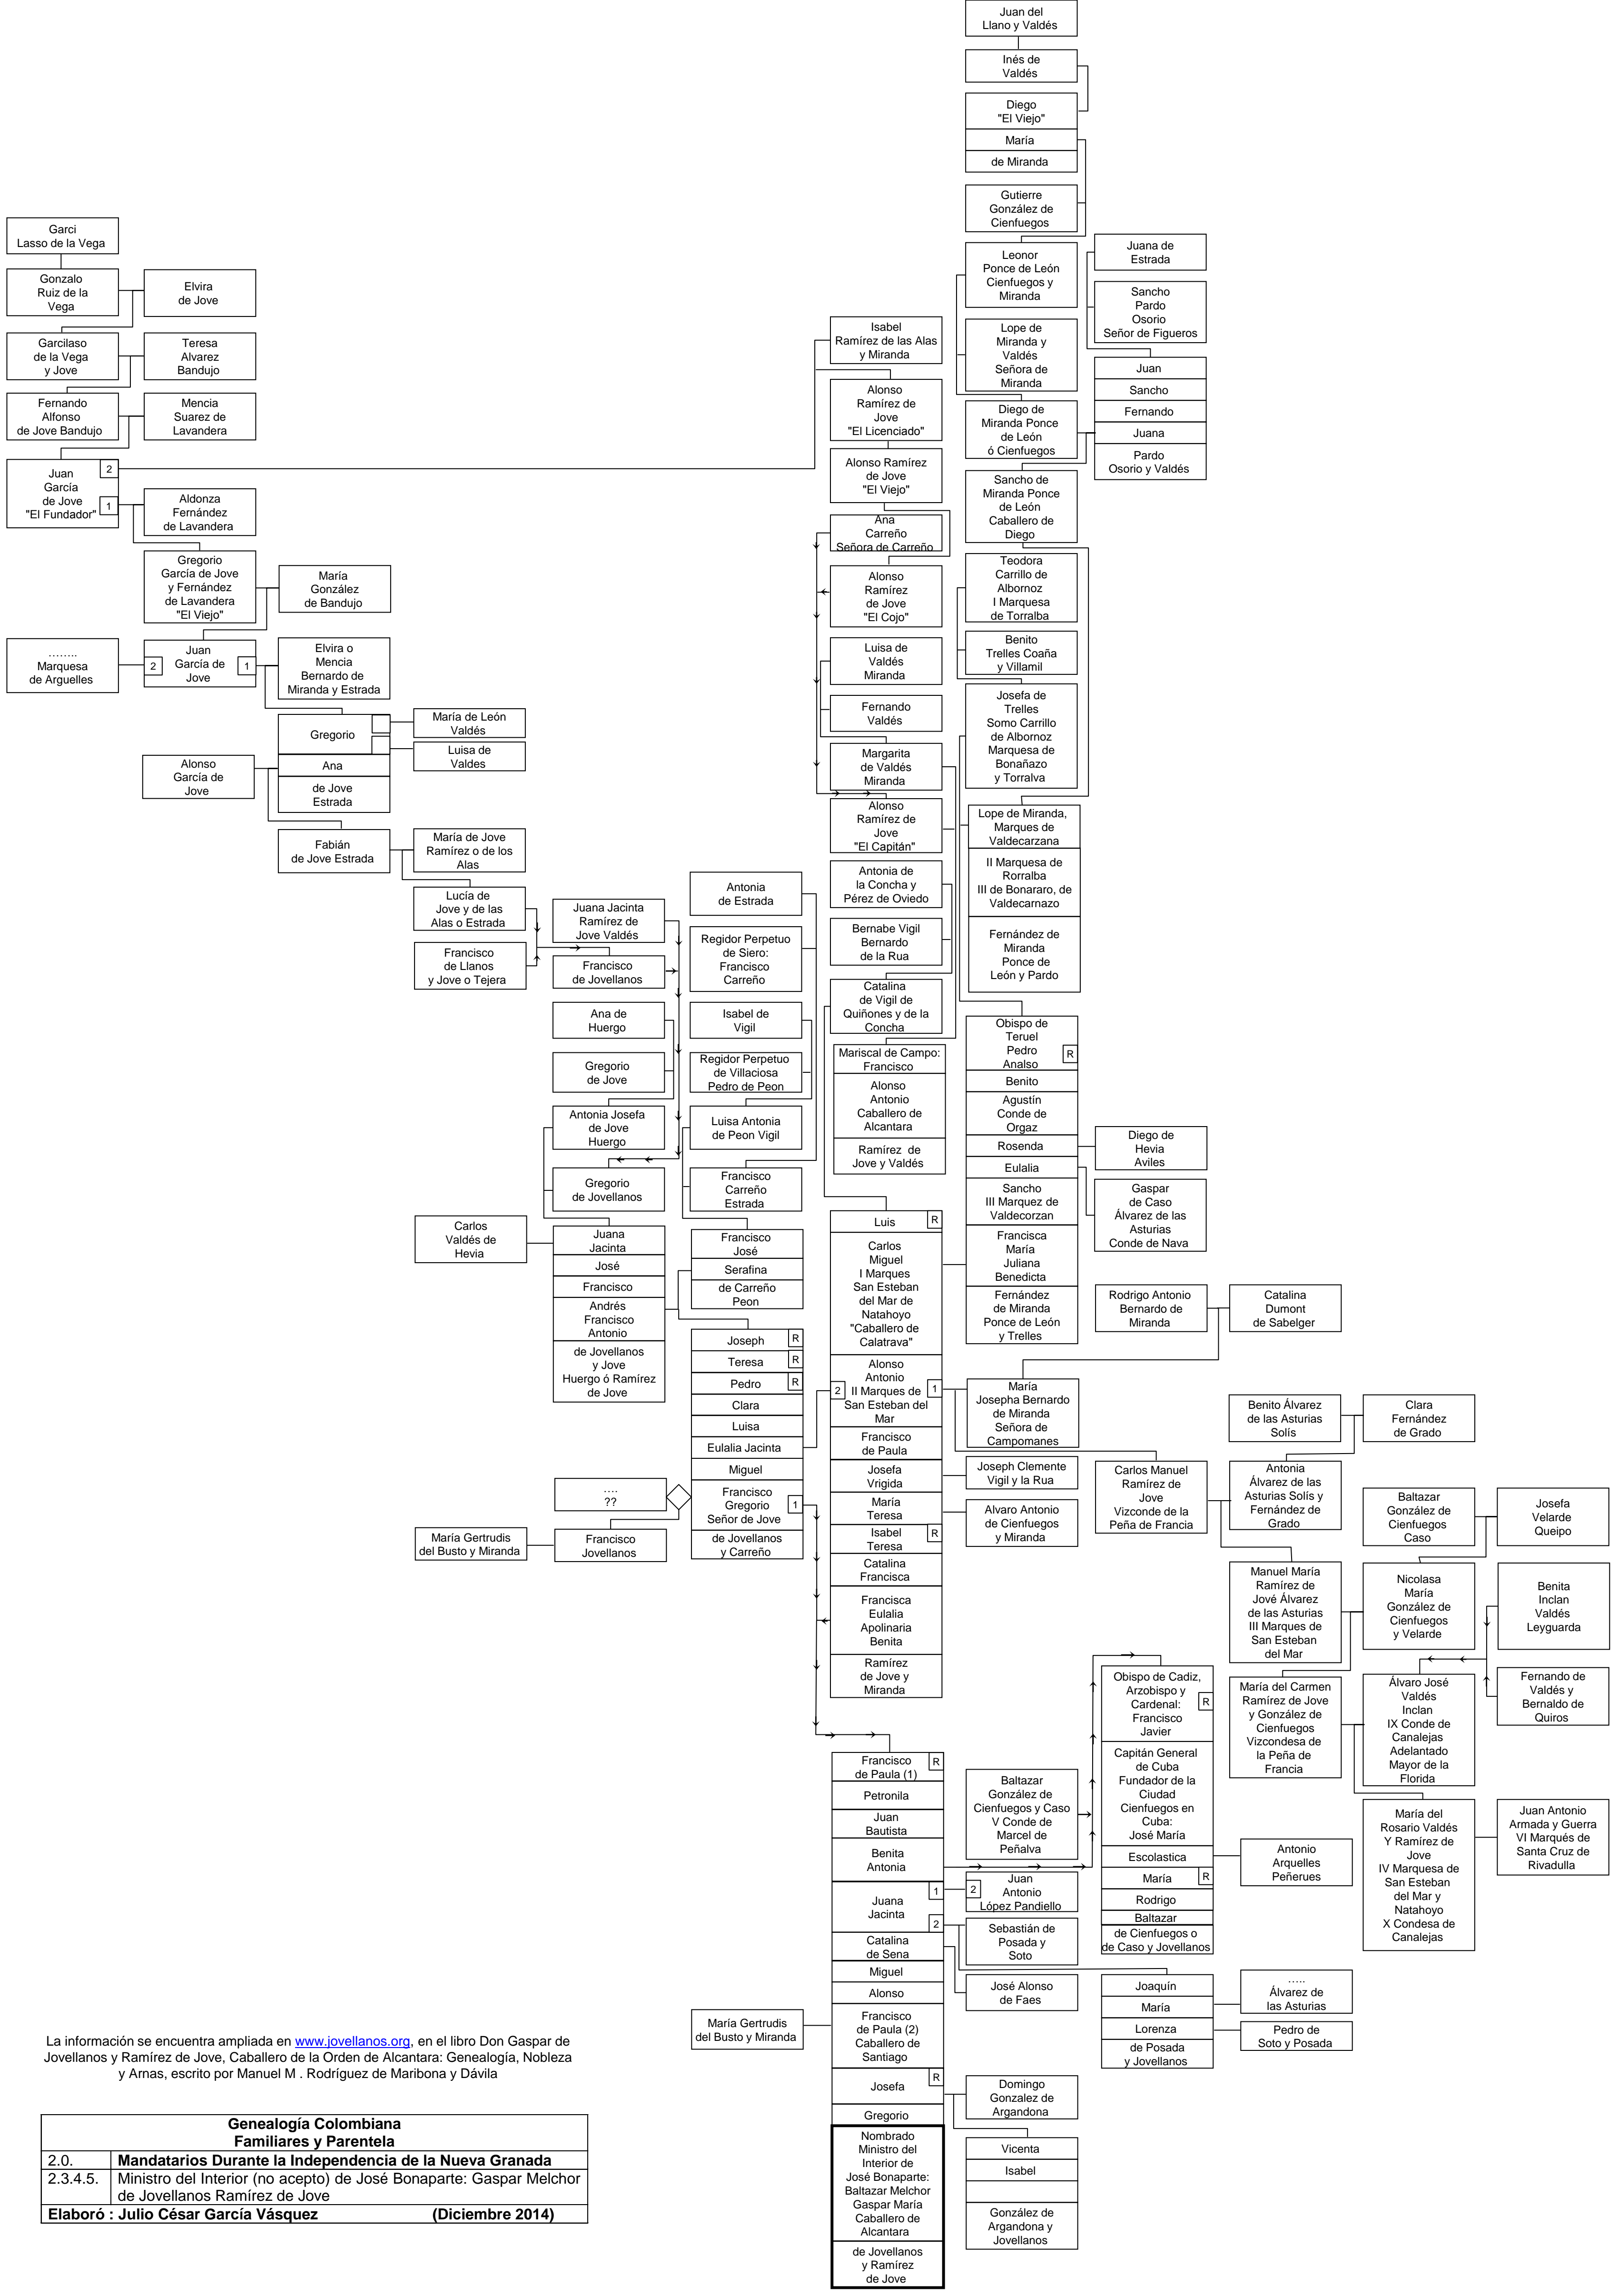 Juan del
Llano y Valdés
Inés de
Valdés
Diego
"El Viejo"
María
de Miranda
Gutierre
González de
Cienfuegos
Garci
Lasso de la Vega
Gonzalo
Ruiz de la
Vega
Elvira
de Jove
Garcilaso
de la Vega
y Jove
Teresa
Alvarez
Bandujo
Fernando
Alfonso
de Jove Bandujo
Mencia
Suarez de
Lavandera
Juan
García
de Jove
"El Fundador"
2
1
Aldonza
Fernández
de Lavandera
Gregorio
García de Jove
y Fernández
de Lavandera
"El Viejo"
María
González
de Bandujo
……..
Marquesa
de Arguelles
2
Juan
García de
Jove
1
Elvira o
Mencia
Bernardo de
Miranda y Estrada
Gregorio
Ana
de Jove
Estrada
María de León
Valdés
Luisa de
Valdes
Alonso
García de
Jove
Fabián
de Jove Estrada
María de Jove
Ramírez o de los
Alas
Lucía de
Jove y de las
Alas o Estrada
Francisco
de Llanos
y Jove o Tejera
Juana Jacinta
Ramírez de
Jove Valdés
Francisco
de Jovellanos
Ana de
Huergo
Gregorio
de Jove
Antonia Josefa
de Jove
Huergo
Gregorio
de Jovellanos
Carlos
Valdés de
Hevia
Juana
Jacinta
José
Francisco
Andrés
Francisco
Antonio
de Jovellanos
y Jove
Huergo ó Ramírez
de Jove
Antonia
de Estrada
Regidor Perpetuo
de Siero:
Francisco
Carreño
Isabel de
Vigil
Regidor Perpetuo
de Villaciosa
Pedro de Peon
Luisa Antonia
de Peon Vigil
Francisco
Carreño
Estrada
Francisco
José
Serafina
de Carreño
Peon
Joseph
R
Teresa
R
Pedro
R
Clara
Luisa
Eulalia Jacinta
Miguel
Francisco
Gregorio
Señor de Jove
1
de Jovellanos
y Carreño
….
??
Francisco
Jovellanos
María Gertrudis
del Busto y Miranda
Isabel
Ramírez de las Alas
y Miranda
Alonso
Ramírez de
Jove
"El Licenciado"
Alonso Ramírez
de Jove
"El Viejo"
Ana
Carreño
Señora de Carreño
Alonso
Ramírez
de Jove
"El Cojo"
Luisa de
Valdés
Miranda
Fernando
Valdés
Margarita
de Valdés
Miranda
Alonso
Ramírez de
Jove
"El Capitán"
Antonia de
la Concha y
Pérez de Oviedo
Bernabe Vigil
Bernardo
de la Rua
Catalina
de Vigil de
Quiñones y de la
Concha
Mariscal de Campo:
Francisco
Alonso
Antonio
Caballero de
Alcantara
Ramírez de
Jove y Valdés
Luis
R
Carlos
Miguel
I Marques
San Esteban
del Mar de
Natahoyo
"Caballero de
Calatrava"
2
Alonso
Antonio
II Marques de
San Esteban del
Mar
1
Francisco
de Paula
Josefa
Vrigida
María
Teresa
Isabel
Teresa
R
Catalina
Francisca
Francisca
Eulalia
Apolinaria
Benita
Ramírez
de Jove y
Miranda
Leonor
Ponce de León
Cienfuegos y
Miranda
Lope de
Miranda y
Valdés
Señora de
Miranda
Diego de
Miranda Ponce
de León
ó Cienfuegos
Juana de
Estrada
Sancho
Pardo
Osorio
Señor de Figueros
Juan
Sancho
Fernando
Juana
Pardo
Osorio y Valdés
Sancho de
Miranda Ponce
de León
Caballero de
Diego
Teodora
Carrillo de
Albornoz
I Marquesa
de Torralba
Benito
Trelles Coaña
y Villamil
Josefa de
Trelles
Somo Carrillo
de Albornoz
Marquesa de
Bonañazo
y Torralva
Lope de Miranda,
Marques de
Valdecarzana
II Marquesa de
Rorralba
III de Bonararo, de
Valdecarnazo
Fernández de
Miranda
Ponce de
León y Pardo
Obispo de
Teruel
Pedro
Analso
R
Benito
Agustín
Conde de
Orgaz
Rosenda
Eulalia
Sancho
III Marquez de
Valdecorzan
Francisca
María
Juliana
Benedicta
Fernández
de Miranda
Ponce de León
y Trelles
Diego de
Hevia
Aviles
Gaspar
de Caso
Álvarez de las
Asturias
Conde de Nava
Rodrigo Antonio
Bernardo de
Miranda
Catalina
Dumont
de Sabelger
María
Josepha Bernardo
de Miranda
Señora de
Campomanes
Joseph Clemente
Vigil y la Rua
Alvaro Antonio
de Cienfuegos
y Miranda
Carlos Manuel
Ramírez de
Jove
Vizconde de la
Peña de Francia
Benito Álvarez
de las Asturias
Solís
Clara
Fernández
de Grado
Antonia
Álvarez de las
Asturias Solís y
Fernández de
Grado
Baltazar
González de
Cienfuegos
Caso
Josefa
Velarde
Queipo
Manuel María
Ramírez de
Jové Álvarez
de las Asturias
III Marques de
San Esteban
del Mar
Nicolasa
María
González de
Cienfuegos
y Velarde
Benita
Inclan
Valdés
Leyguarda
María del Carmen
Ramírez de Jove
y González de
Cienfuegos
Vizcondesa de
la Peña de
Francia
Álvaro José
Valdés
Inclan
IX Conde de
Canalejas
Adelantado
Mayor de la
Florida
Fernando de
Valdés y
Bernaldo de
Quiros
María del
Rosario Valdés
Y Ramírez de
Jove
IV Marquesa de
San Esteban
del Mar y
Natahoyo
X Condesa de
Canalejas
Juan Antonio
Armada y Guerra
VI Marqués de
Santa Cruz de
Rivadulla
Francisco
de Paula (1)
R
Petronila
Juan
Bautista
Benita
Antonia
Juana
Jacinta
1
2
Catalina
de Sena
Miguel
Alonso
Francisco
de Paula (2)
Caballero de
Santiago
Josefa
R
Gregorio
Nombrado
Ministro del
Interior de
José Bonaparte:
Baltazar Melchor
Gaspar María
Caballero de
Alcantara
de Jovellanos
y Ramírez
de Jove
María Gertrudis
del Busto y Miranda
Baltazar
González de
Cienfuegos y Caso
V Conde de
Marcel de
Peñalva
2
Juan
Antonio
López Pandiello
Sebastián de
Posada y
Soto
José Alonso
de Faes
Obispo de Cadiz,
Arzobispo y
Cardenal:
Francisco
Javier
R
Capitán General
de Cuba
Fundador de la
Ciudad
Cienfuegos en
Cuba:
José María
Escolastica
María
R
Rodrigo
Baltazar
de Cienfuegos o
de Caso y Jovellanos
Antonio
Arquelles
Peñerues
Joaquín
María
Lorenza
de Posada
y Jovellanos
…..
Álvarez de
las Asturias
Pedro de
Soto y Posada
Domingo
Gonzalez de
Argandona
Vicenta
Isabel
González de
Argandona y
Jovellanos
La información se encuentra ampliada en www.jovellanos.org, en el libro Don Gaspar de
Jovellanos y Ramírez de Jove, Caballero de la Orden de Alcantara: Genealogía, Nobleza
y Arnas, escrito por Manuel M . Rodríguez de Maribona y Dávila
Genealogía Colombiana
Familiares y Parentela
2.0. Mandatarios Durante la Independencia de la Nueva Granada
2.3.4.5. Ministro del Interior (no acepto) de José Bonaparte: Gaspar Melchor
de Jovellanos Ramírez de Jove
Elaboró : Julio César García Vásquez (Diciembre 2014)